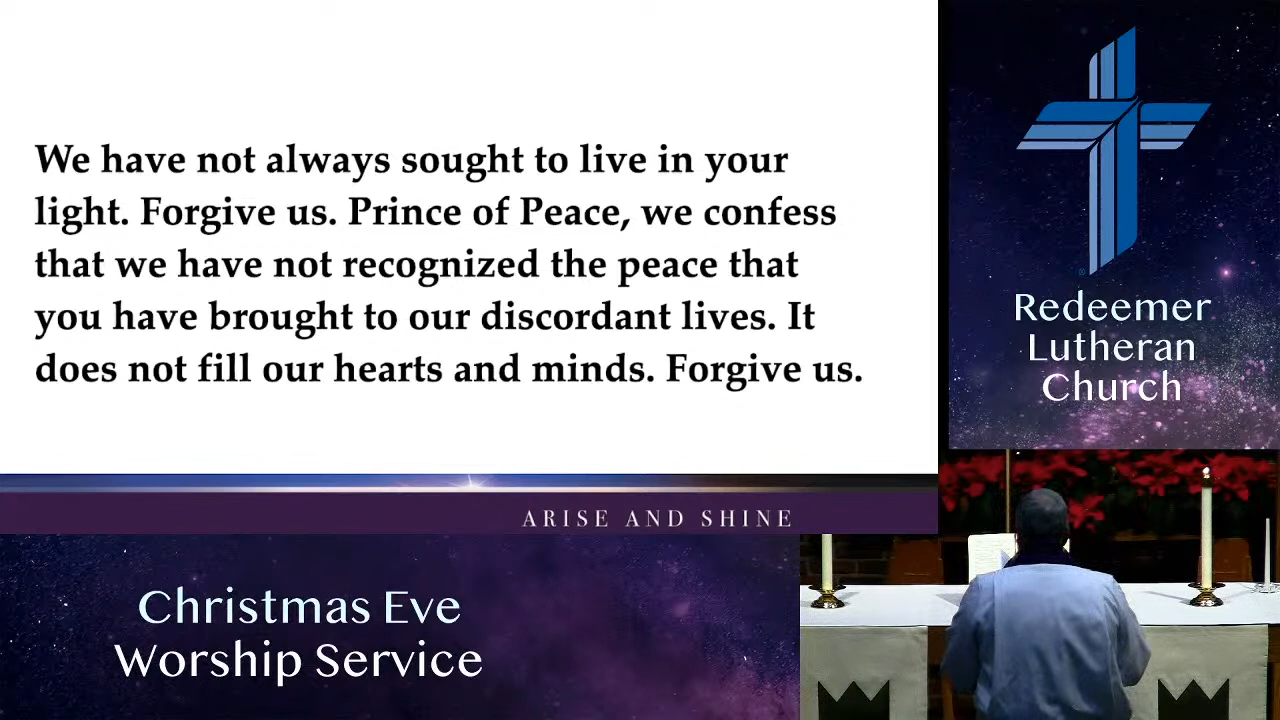 We have not always sought to live in your
light. Forgive us. Prince of Peace, we confess
that we have not recognized the peace that
you have brought to our discordant lives. It
does not fill our hearts and minds. Forgive us.
ARISE AND SHINE
®
Redeemer
Lutheran
Church
Christmas Eve
Worship Service